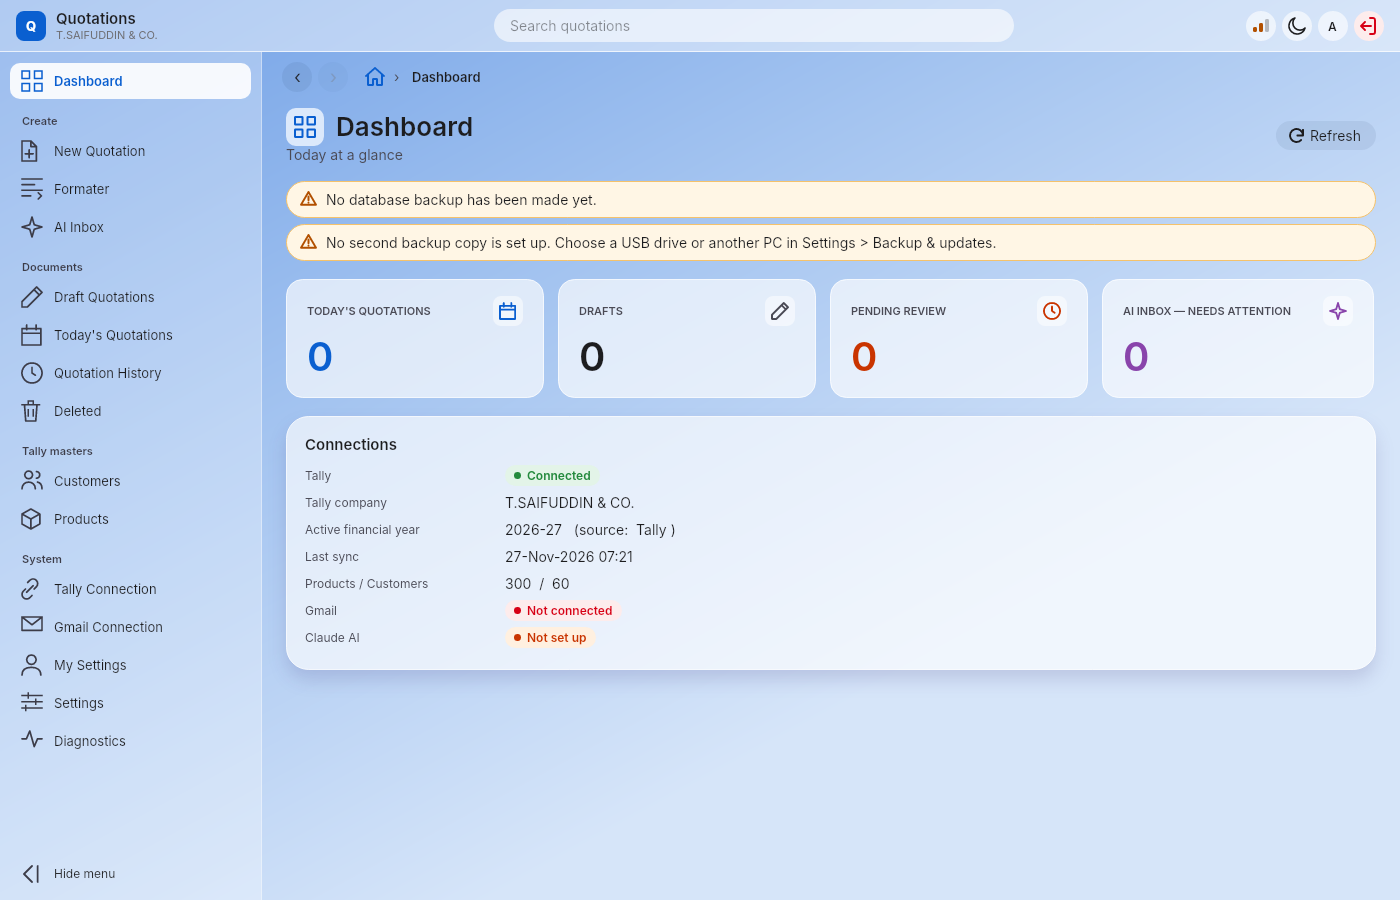 Q
Quotations
T.SAIFUDDIN & CO.
Search quotations
A
Dashboard
Create
New Quotation
Formater
AI Inbox
Documents
Draft Quotations
Today's Quotations
Quotation History
Deleted
Tally masters
Customers
Products
System
Tally Connection
Gmail Connection
My Settings
Settings
Diagnostics
Hide menu
‹ › › Dashboard
Dashboard
Today at a glance
Refresh
No database backup has been made yet.
No second backup copy is set up. Choose a USB drive or another PC in Settings > Backup & updates.
TODAY'S QUOTATIONS
0
DRAFTS
0
PENDING REVIEW
0
AI INBOX — NEEDS ATTENTION
0
Connections
Tally Connected
Tally company T.SAIFUDDIN & CO.
Active financial year 2026-27 (source: Tally )
Last sync 27-Nov-2026 07:21
Products / Customers 300 / 60
Gmail Not connected
Claude AI Not set up